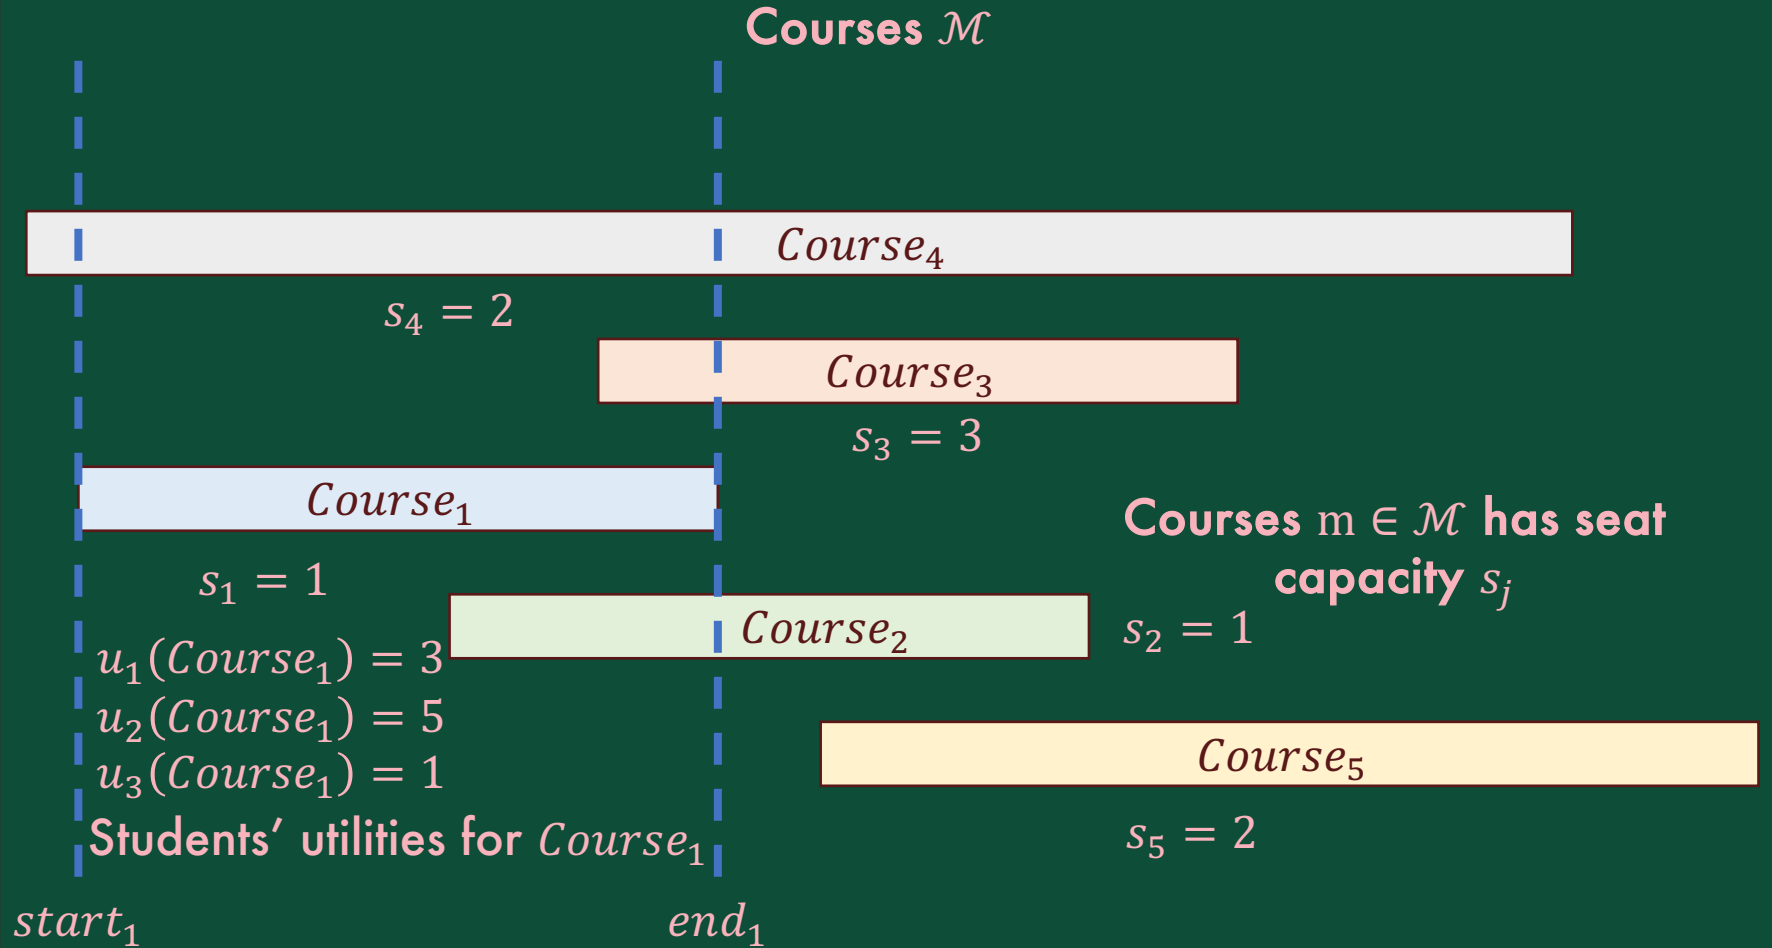 Courses ℳ
Course₄
s₄ = 2
Course₃
s₃ = 3
Course₁
Courses m ∈ ℳ has seat
capacity sⱼ
s₁ = 1
Course₂
s₂ = 1
u₁(Course₁) = 3
u₂(Course₁) = 5
u₃(Course₁) = 1
Course₅
Students’ utilities for Course₁
s₅ = 2
start₁
end₁